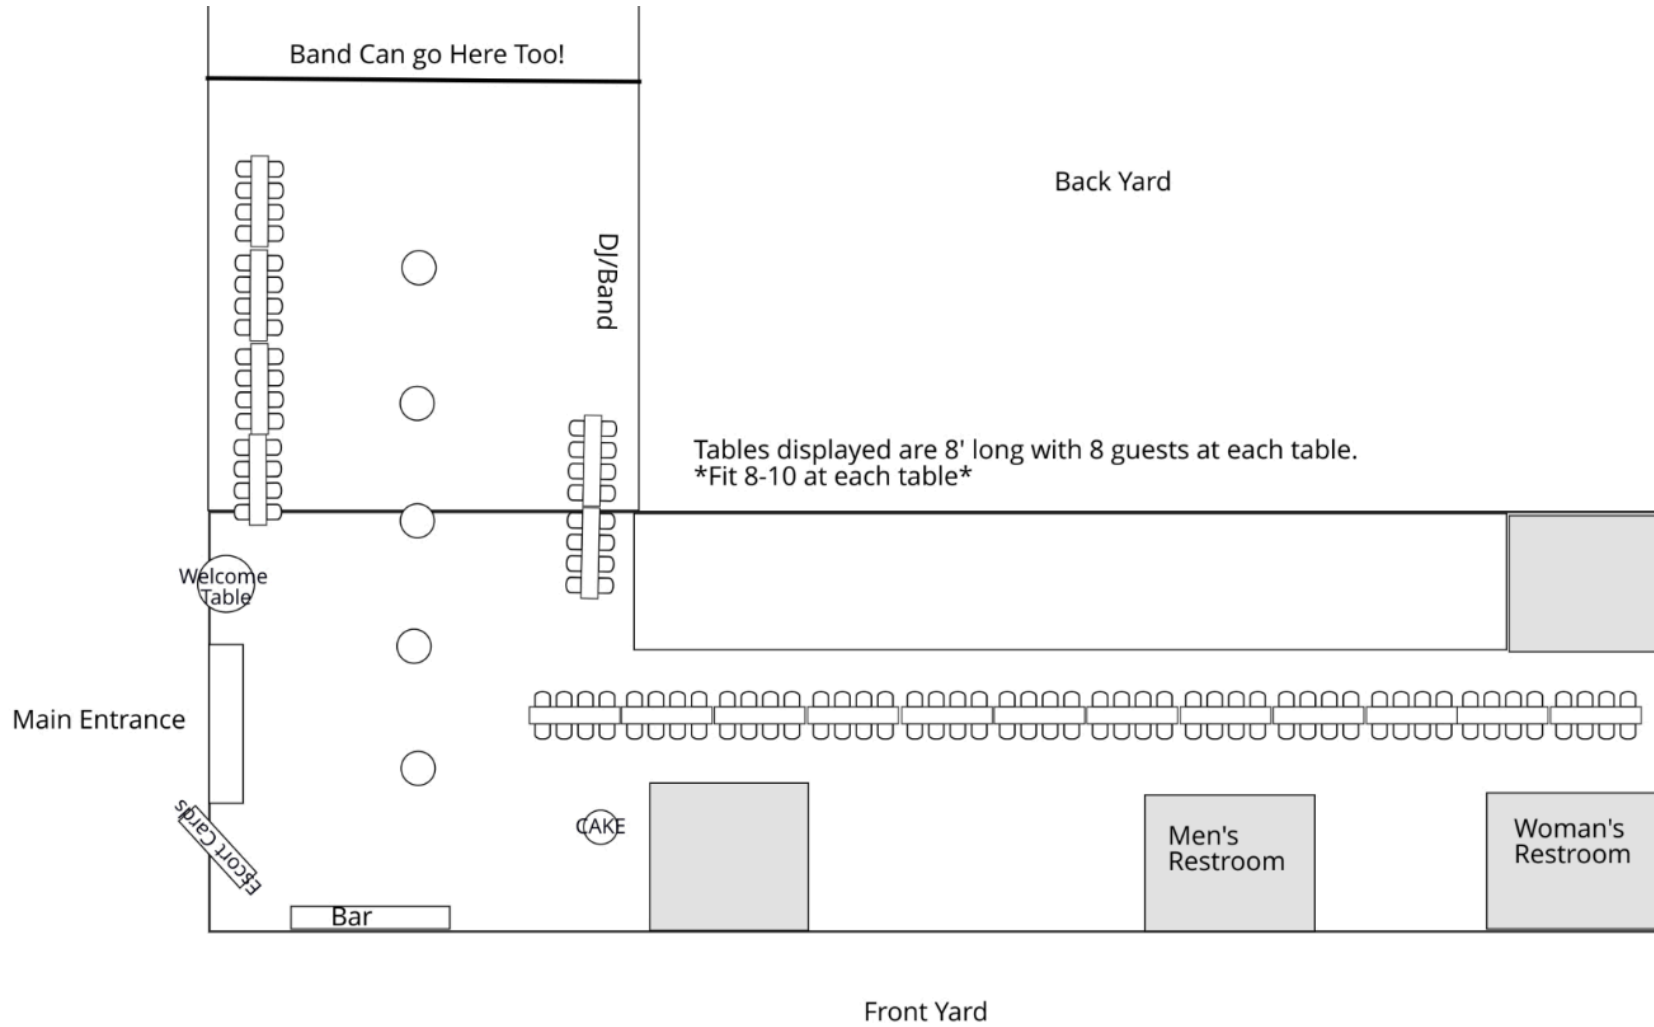 Band Can go Here Too!
Back Yard
DJ/Band
Tables displayed are 8' long with 8 guests at each table.
*Fit 8-10 at each table*
Welcome
Table
Main Entrance
Escort Cards
CAKE
Men's
Restroom
Woman's
Restroom
Bar
Front Yard